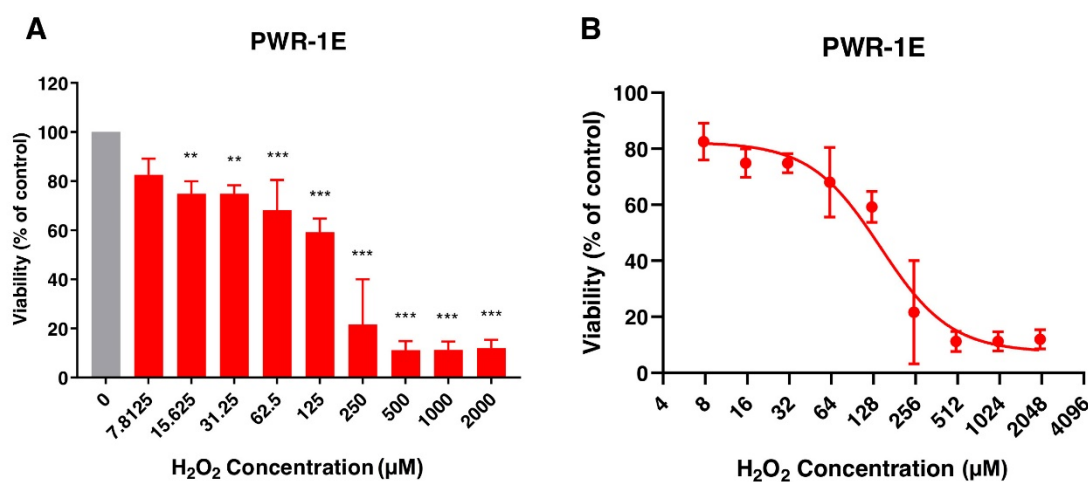 A
PWR-1E
Viability (% of control)
120
100
80
60
40
20
0
** ** *** *** *** *** *** ***
0 7.8125 15.625 31.25 62.5 125 250 500 1000 2000
H₂O₂ Concentration (µM)
B
PWR-1E
Viability (% of control)
100
80
60
40
20
0
4 8 16 32 64 128 256 512 1024 2048 4096
H₂O₂ Concentration (µM)